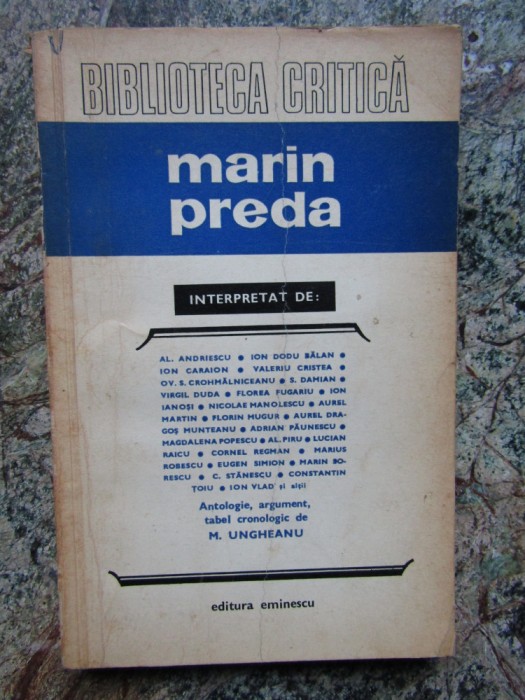 BIBLIOTECA CRITICĂ
marin
preda
INTERPRETAT DE:
AL. ANDRIESCU • ION DODU BĂLAN •
ION CARAION • VALERIU CRISTEA •
OV. S. CROHMĂLNICEANU • S. DAMIAN •
VIRGIL DUDA • FLOREA FUGARIU • ION
IANOȘI • NICOLAE MANOLESCU • AUREL
MARTIN • FLORIN MUGUR • AUREL DRA-
GOȘ MUNTEANU • ADRIAN PĂUNESCU •
MAGDALENA POPESCU • AL. PIRU • LUCIAN
RAICU • CORNEL REGMAN • MARIUS
ROBESCU • EUGEN SIMION • MARIN SO-
RESCU • C. STĂNESCU • CONSTANTIN
ȚOIU • ION VLAD și alții
Antologie, argument,
tabel cronologic de
M. UNGHEANU
editura eminescu